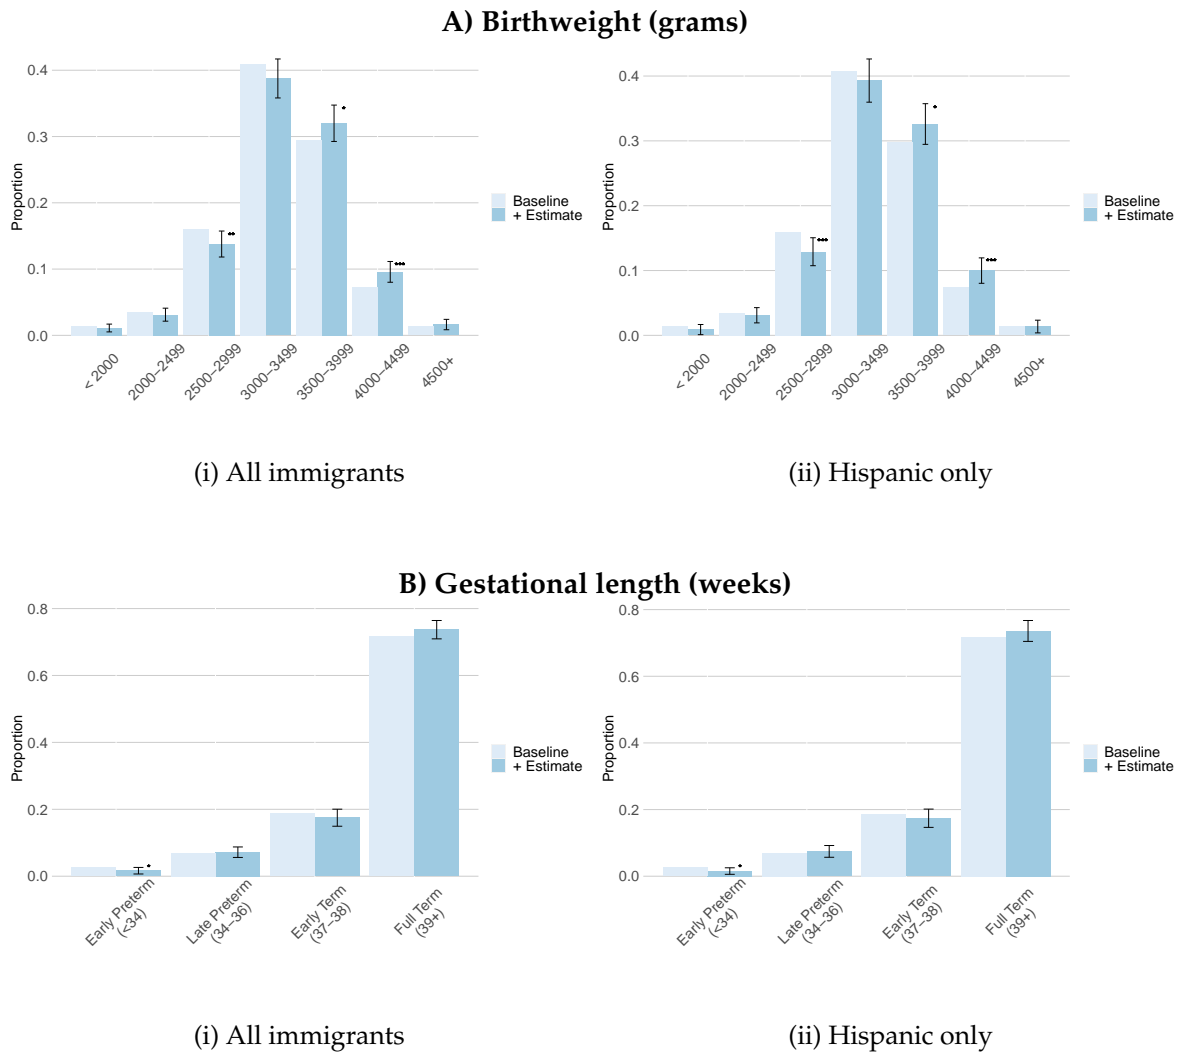 A) Birthweight (grams)
Proportion
0.4
0.3
0.2
0.1
0.0
< 2000
2000−2499
2500−2999
3000−3499
3500−3999
4000−4499
4500+
**
*
***
Baseline
+ Estimate
(i) All immigrants
Proportion
0.4
0.3
0.2
0.1
0.0
< 2000
2000−2499
2500−2999
3000−3499
3500−3999
4000−4499
4500+
***
*
***
Baseline
+ Estimate
(ii) Hispanic only
B) Gestational length (weeks)
Proportion
0.8
0.6
0.4
0.2
0.0
*
Early Preterm
(<34)
Late Preterm
(34−36)
Early Term
(37−38)
Full Term
(39+)
Baseline
+ Estimate
(i) All immigrants
Proportion
0.8
0.6
0.4
0.2
0.0
*
Early Preterm
(<34)
Late Preterm
(34−36)
Early Term
(37−38)
Full Term
(39+)
Baseline
+ Estimate
(ii) Hispanic only